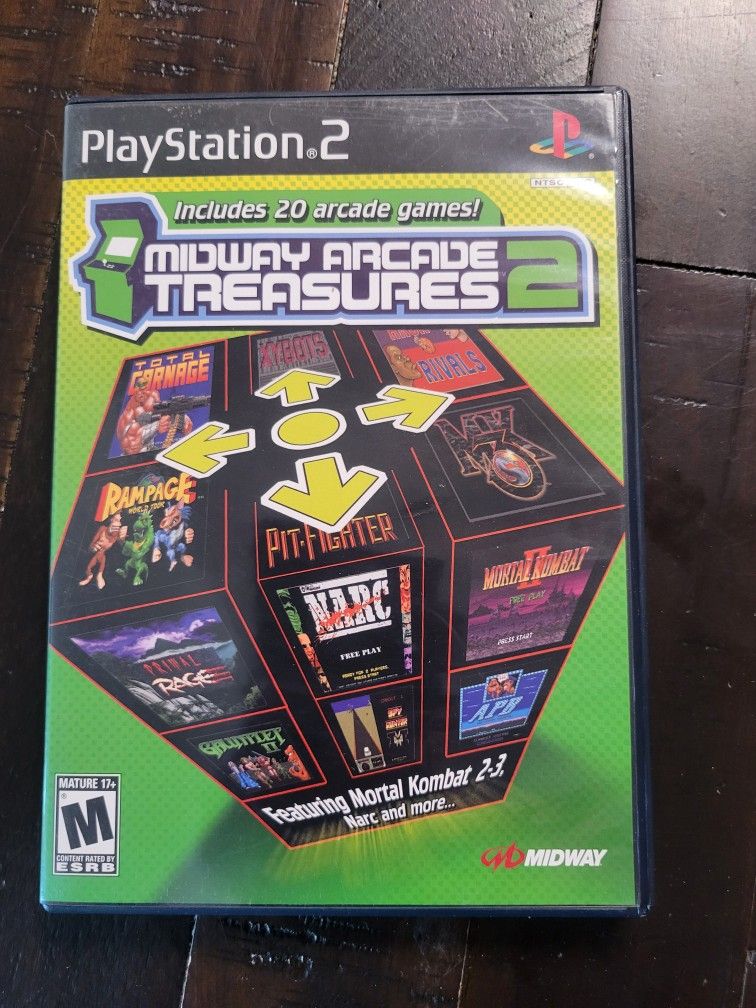 PlayStation®2
Includes 20 arcade games!
MIDWAY ARCADE
TREASURES 2
TOTAL
CARNAGE
XYBOTS
RIVALS
RAMPAGE
WORLD TOUR
PIT-FIGHTER
MORTAL KOMBAT
II
FREE PLAY
PRESS START
NARC
FREE PLAY
PRIMAL
RAGE
GAUNTLET
II
SPY
HUNTER
A.P.B
Featuring Mortal Kombat 2-3,
Narc and more...
MATURE 17+
M
CONTENT RATED BY
ESRB
MIDWAY